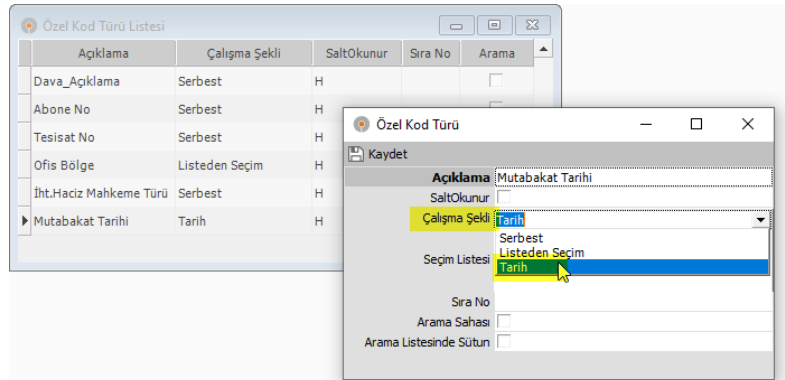 Özel Kod Türü Listesi
Açıklama Çalışma Şekli SaltOkunur Sıra No Arama
Dava_Açıklama Serbest H
Abone No Serbest H
Tesisat No Serbest H
Ofis Bölge Listeden Seçim H
İht.Haciz Mahkeme Türü Serbest H
Mutabakat Tarihi Tarih H
Özel Kod Türü
Kaydet
Açıklama Mutabakat Tarihi
SaltOkunur
Çalışma Şekli Tarih
Serbest
Listeden Seçim
Seçim Listesi
Tarih
Sıra No
Arama Sahası
Arama Listesinde Sütun